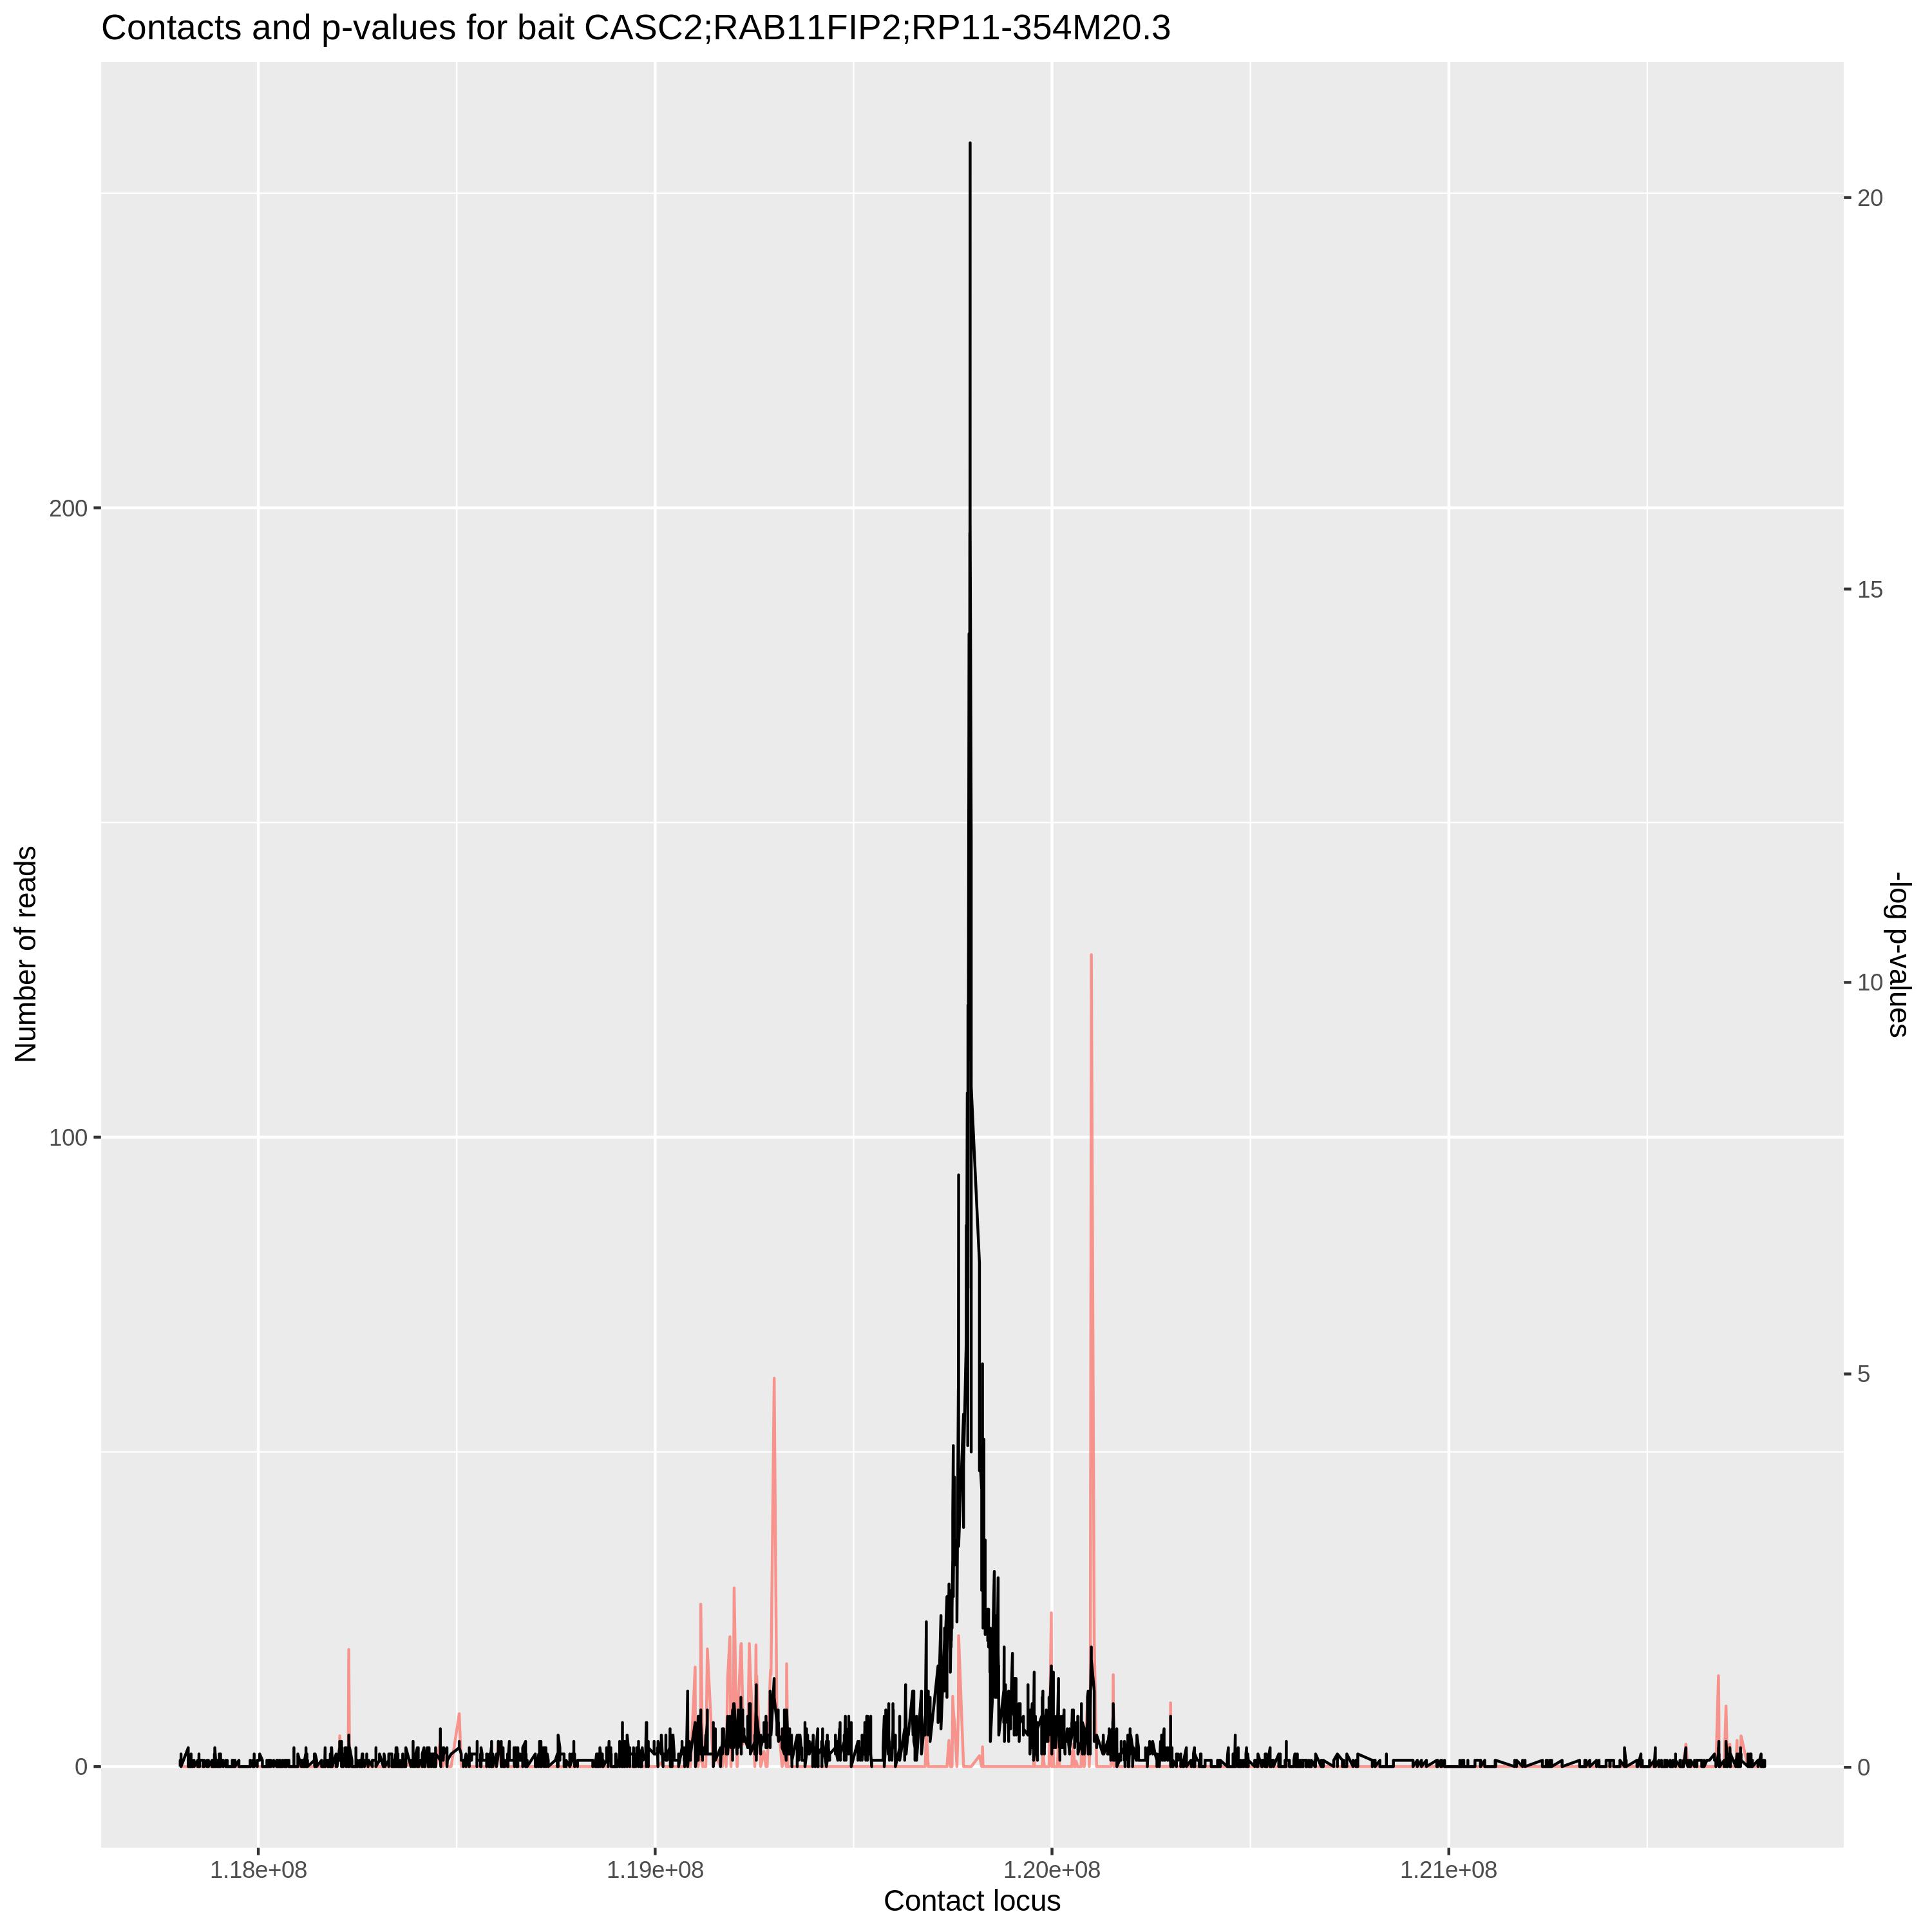 Contacts and p-values for bait CASC2;RAB11FIP2;RP11-354M20.3
20
200
15
Number of reads
-log p-values
10
100
5
0
0
1.18e+08
1.19e+08
1.20e+08
1.21e+08
Contact locus